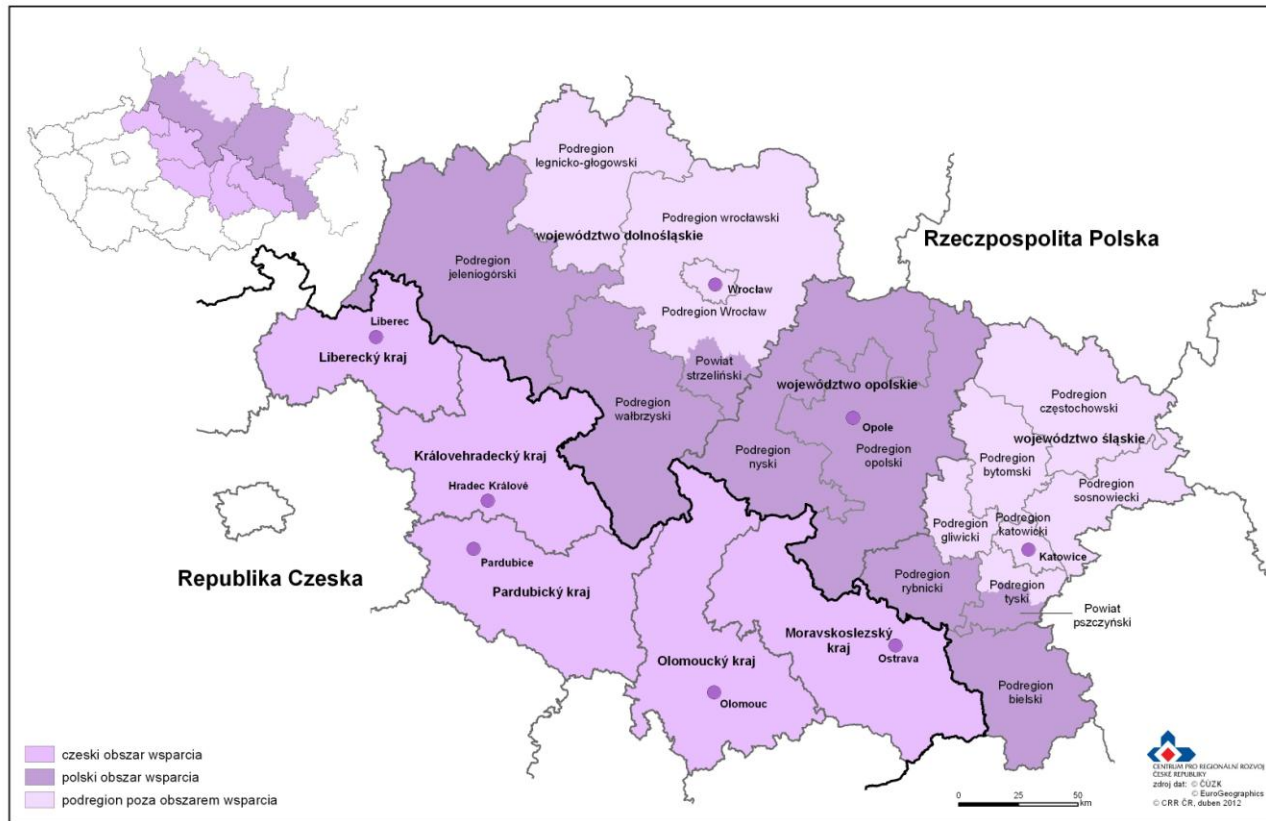 Podregion
legnicko-głogowski
Podregion wrocławski
województwo dolnośląskie
Rzeczpospolita Polska
Podregion
jeleniogórski
Wrocław
Podregion Wrocław
Liberec
Liberecký kraj
Powiat
strzeliński
województwo opolskie
Podregion
wałbrzyski
Podregion
częstochowski
Opole
województwo śląskie
Královehradecký kraj
Podregion
nyski
Podregion
opolski
Podregion
bytomski
Hradec Králové
Podregion
sosnowiecki
Podregion
gliwicki
Podregion
katowicki
Katowice
Pardubice
Republika Czeska
Pardubický kraj
Podregion
rybnicki
Podregion
tyski
Powiat
pszczyński
Moravskoslezský
kraj
Ostrava
Olomoucký kraj
Olomouc
Podregion
bielski
czeski obszar wsparcia
polski obszar wsparcia
podregion poza obszarem wsparcia
0 25 50
km
CENTRUM PRO REGIONÁLNÍ ROZVOJ
ČESKÉ REPUBLIKY
zdroj dat: © ČÚZK
© EuroGeographics
© CRR ČR, duben 2012